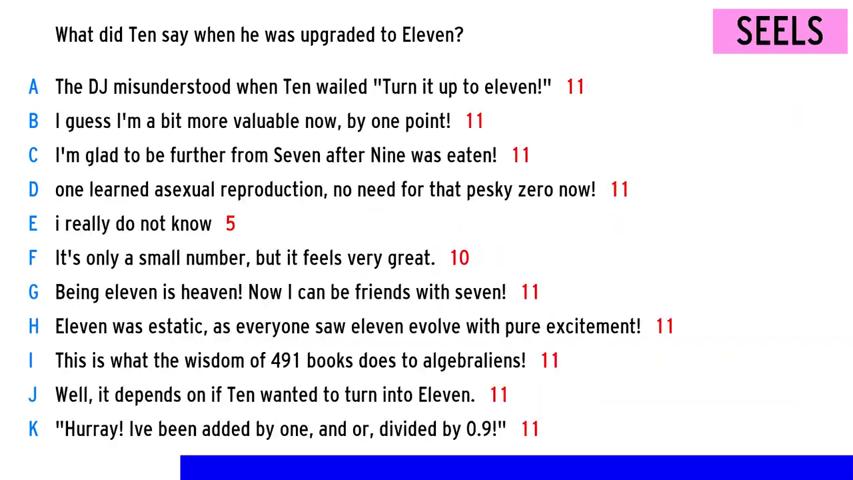 What did Ten say when he was upgraded to Eleven?
SEELS
A The DJ misunderstood when Ten wailed "Turn it up to eleven!" 11
B I guess I'm a bit more valuable now, by one point! 11
C I'm glad to be further from Seven after Nine was eaten! 11
D one learned asexual reproduction, no need for that pesky zero now! 11
E i really do not know 5
F It's only a small number, but it feels very great. 10
G Being eleven is heaven! Now I can be friends with seven! 11
H Eleven was estatic, as everyone saw eleven evolve with pure excitement! 11
I This is what the wisdom of 491 books does to algebraliens! 11
J Well, it depends on if Ten wanted to turn into Eleven. 11
K "Hurray! Ive been added by one, and or, divided by 0.9!" 11